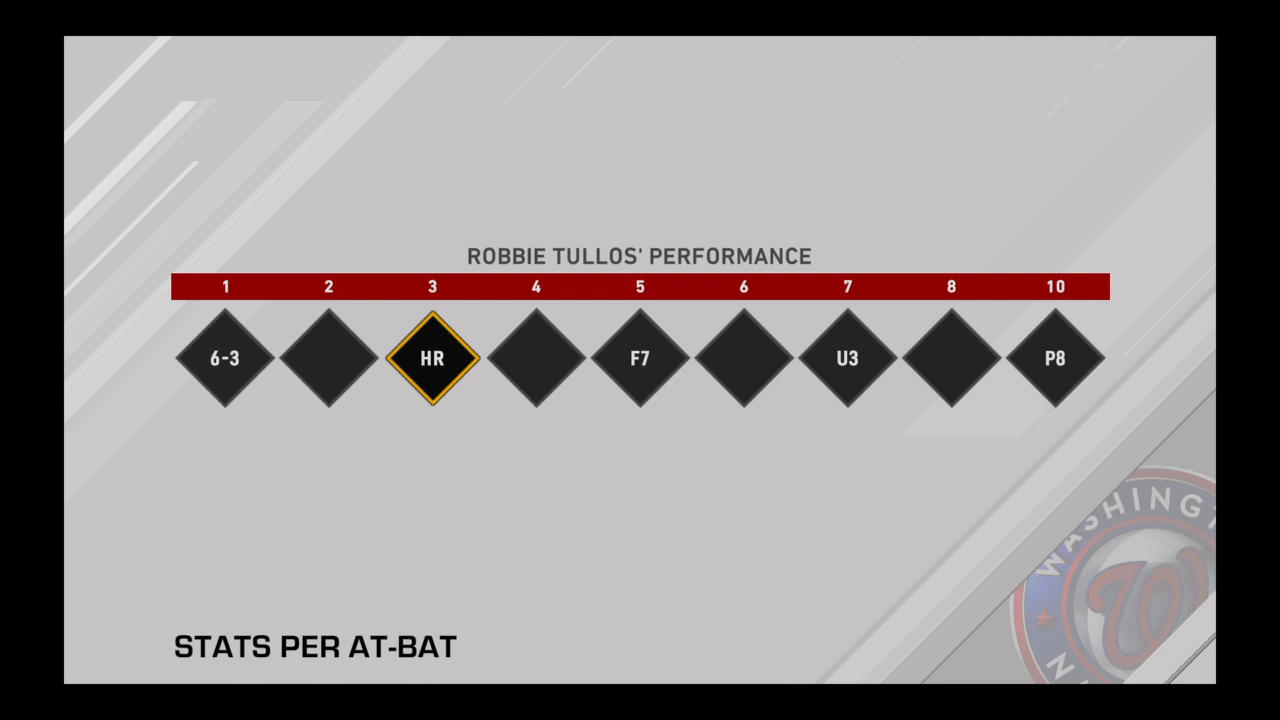 ROBBIE TULLOS' PERFORMANCE
1 2 3 4 5 6 7 8 10
6-3 HR F7 U3 P8
WASHINGT
W
N
STATS PER AT-BAT